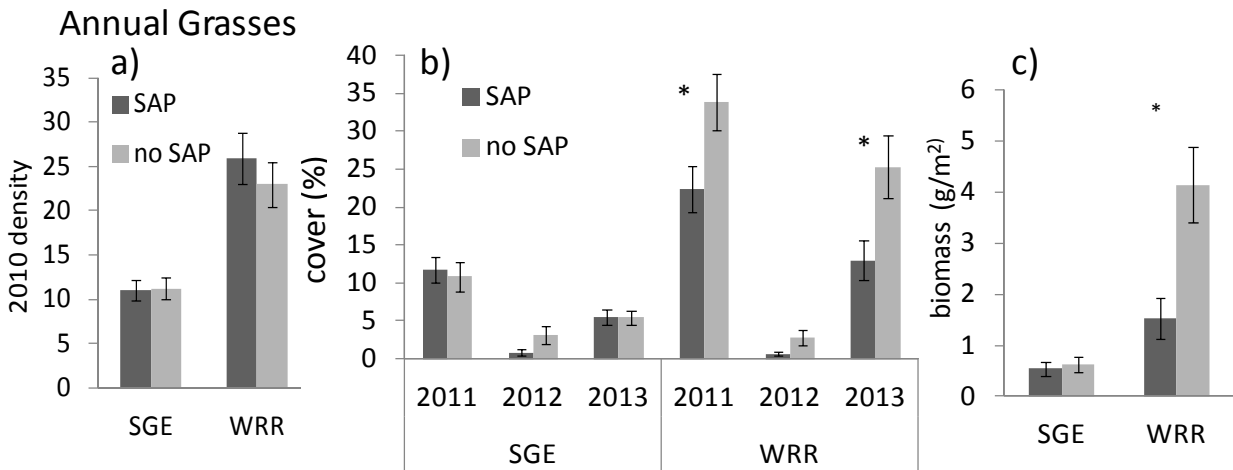 Annual Grasses
a)
35
30
25
20
15
10
5
0
2010 density
SAP
no SAP
SGE WRR
b)
40
35
30
25
20
15
10
5
0
cover (%)
SAP
no SAP
*
*
2011 2012 2013 2011 2012 2013
SGE WRR
c)
6
5
4
3
2
1
0
biomass (g/m²)
*
SGE WRR